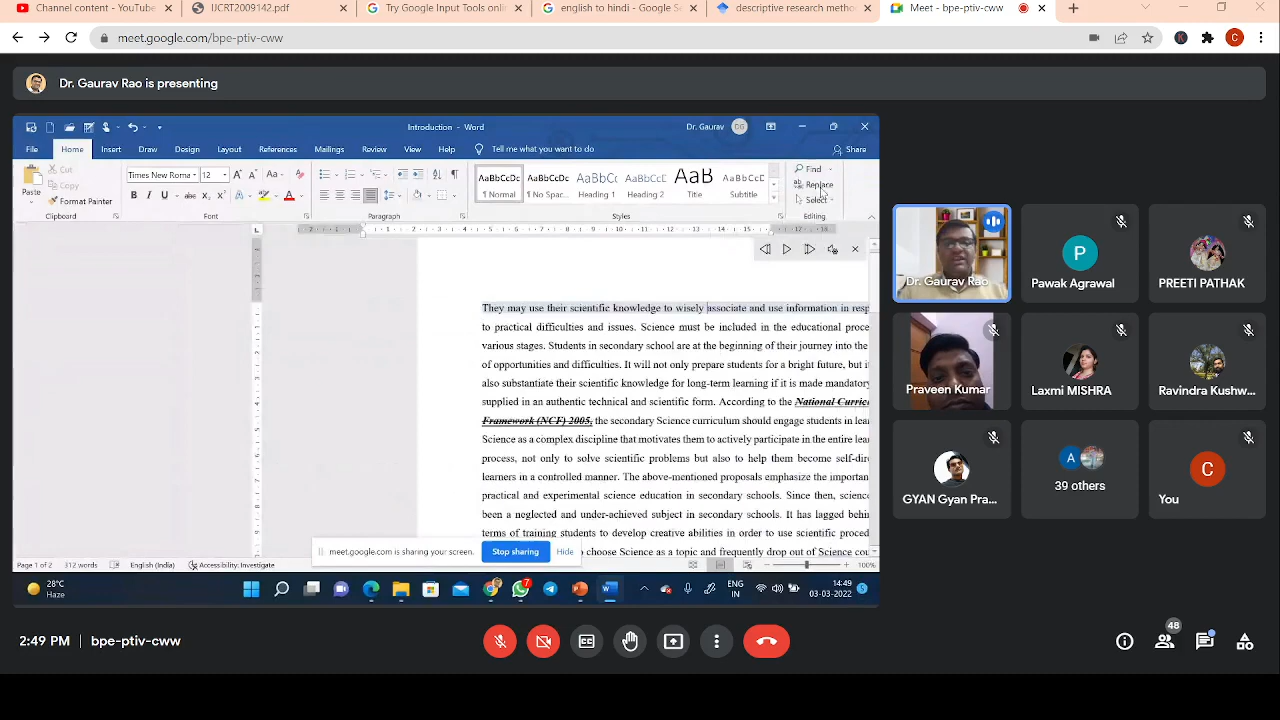 Channel content - YouTube
IJCRT2009142.pdf
Try Google Input Tools onlin
english to hindi - Google Se
descriptive research metho
Meet - bpe-ptiv-cww
meet.google.com/bpe-ptiv-cww
K
C
Dr. Gaurav Rao is presenting
Introduction - Word
Dr. Gaurav
DG
File Home Insert Draw Design Layout References Mailings Review View Help Tell me what you want to do Share
Paste
Cut
Copy
Format Painter
Clipboard
Times New Roma 12
B I U
Font
Paragraph
AaBbCcDc AaBbCcDc AaBbC AaBbCcD AaB AaBbCcD
¶ Normal ¶ No Spac... Heading 1 Heading 2 Title Subtitle
Styles
Find
Replace
Select
Editing
They may use their scientific knowledge to wisely associate and use information in resp
to practical difficulties and issues. Science must be included in the educational proce
various stages. Students in secondary school are at the beginning of their journey into the
of opportunities and difficulties. It will not only prepare students for a bright future, but i
also substantiate their scientific knowledge for long-term learning if it is made mandatory
supplied in an authentic technical and scientific form. According to the National Curric
Framework (NCF) 2005, the secondary Science curriculum should engage students in lear
Science as a complex discipline that motivates them to actively participate in the entire lea
process, not only to solve scientific problems but also to help them become self-dir
learners in a controlled manner. The above-mentioned proposals emphasize the importan
practical and experimental science education in secondary schools. Since then, science
been a neglected and under-achieved subject in secondary schools. It has lagged behi
terms of training students to develop creative abilities in order to use scientific proced
to choose Science as a topic and frequently drop out of Science cou
meet.google.com is sharing your screen.
Stop sharing
Hide
Page 1 of 2 312 words English (India) Accessibility: Investigate
100%
28°C
Haze
7
ENG
IN
14:49
03-03-2022
5
Dr. Gaurav Rao
P
Pawak Agrawal
PREETI PATHAK
Praveen Kumar
Laxmi MISHRA
Ravindra Kushw...
GYAN Gyan Pra...
A
39 others
C
You
2:49 PM
bpe-ptiv-cww
48